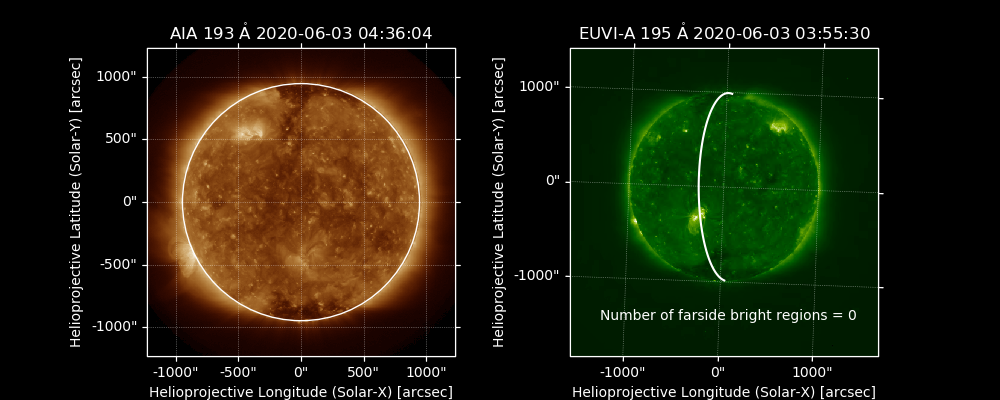 AIA 193 Å 2020-06-03 04:36:04
1000"
500"
0"
-500"
-1000"
-1000" -500" 0" 500" 1000"
Helioprojective Longitude (Solar-X) [arcsec]
Helioprojective Latitude (Solar-Y) [arcsec]
EUVI-A 195 Å 2020-06-03 03:55:30
1000"
0"
-1000"
Number of farside bright regions = 0
-1000" 0" 1000"
Helioprojective Longitude (Solar-X) [arcsec]
Helioprojective Latitude (Solar-Y) [arcsec]